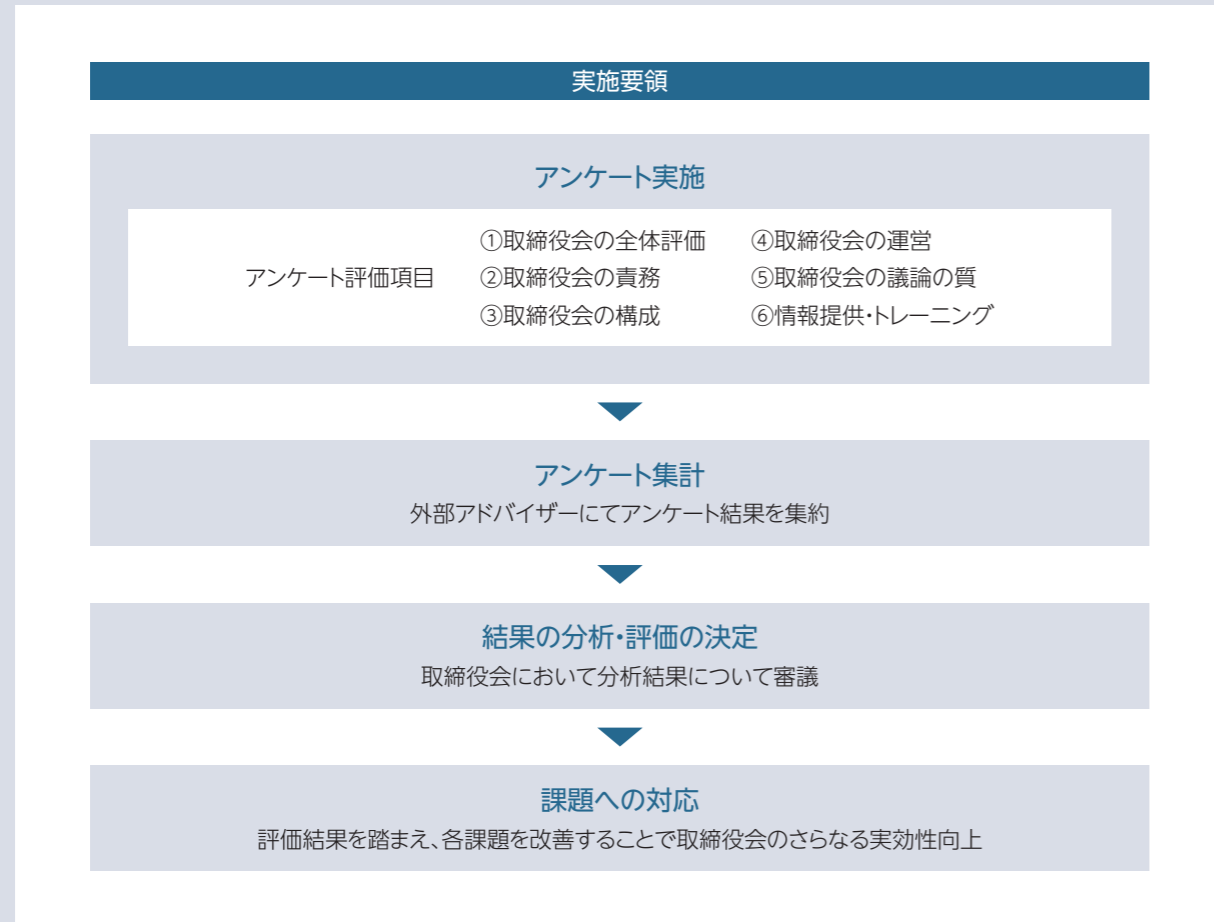 実施要領
アンケート実施
アンケート評価項目
①取締役会の全体評価
②取締役会の責務
③取締役会の構成
④取締役会の運営
⑤取締役会の議論の質
⑥情報提供・トレーニング
アンケート集計
外部アドバイザーにてアンケート結果を集約
結果の分析・評価の決定
取締役会において分析結果について審議
課題への対応
評価結果を踏まえ、各課題を改善することで取締役会のさらなる実効性向上